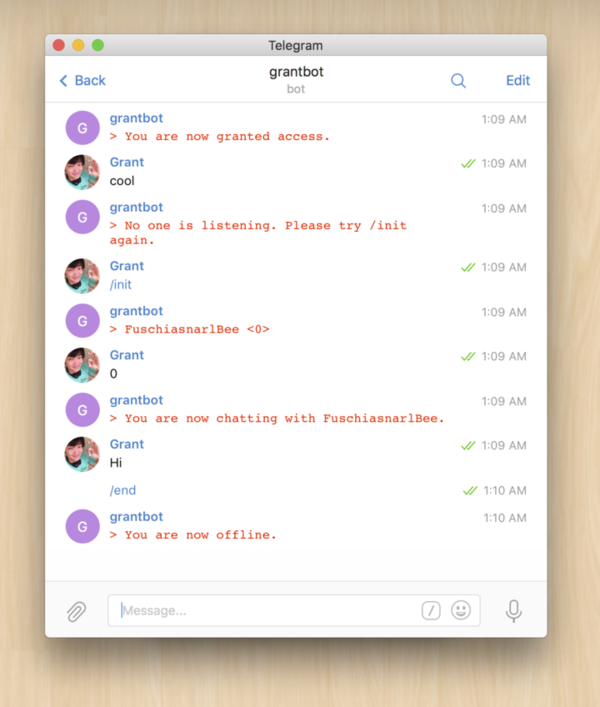 Telegram
Back
grantbot
Edit
bot
grantbot 1:09 AM
G
> You are now granted access.
Grant 1:09 AM
cool
grantbot 1:09 AM
G
> No one is listening. Please try /init
again.
Grant 1:09 AM
/init
grantbot 1:09 AM
G
> FuschiasnarlBee <0>
Grant 1:09 AM
0
grantbot 1:09 AM
G
> You are now chatting with FuschiasnarlBee.
Grant 1:09 AM
Hi
/end 1:10 AM
grantbot 1:10 AM
G
> You are now offline.
Message...
/